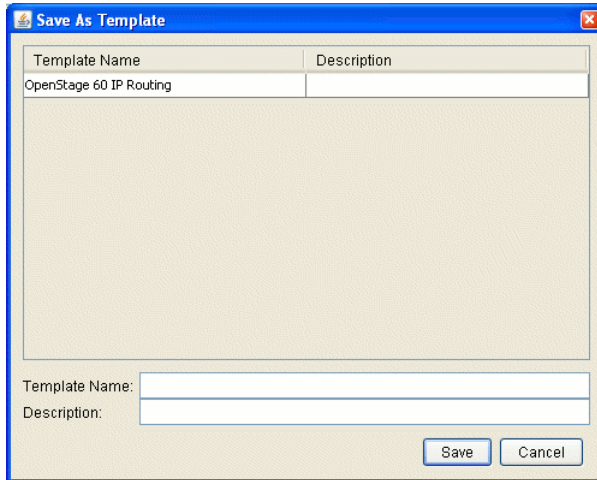 Save As Template
Template Name Description
OpenStage 60 IP Routing
Template Name:
Description:
Save Cancel